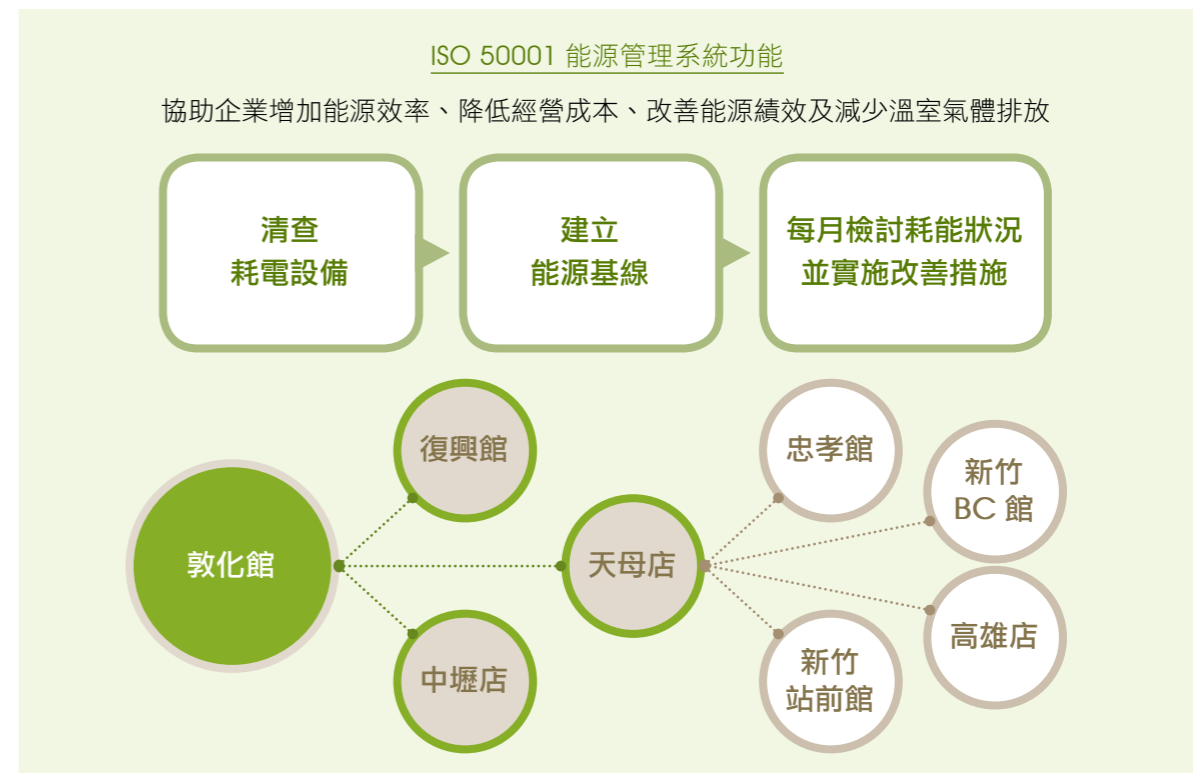 ISO 50001 能源管理系統功能
協助企業增加能源效率、降低經營成本、改善能源績效及減少溫室氣體排放
清查
耗電設備
建立
能源基線
每月檢討耗能狀況
並實施改善措施
敦化館
復興館
中壢店
天母店
忠孝館
新竹
BC 館
高雄店
新竹
站前館